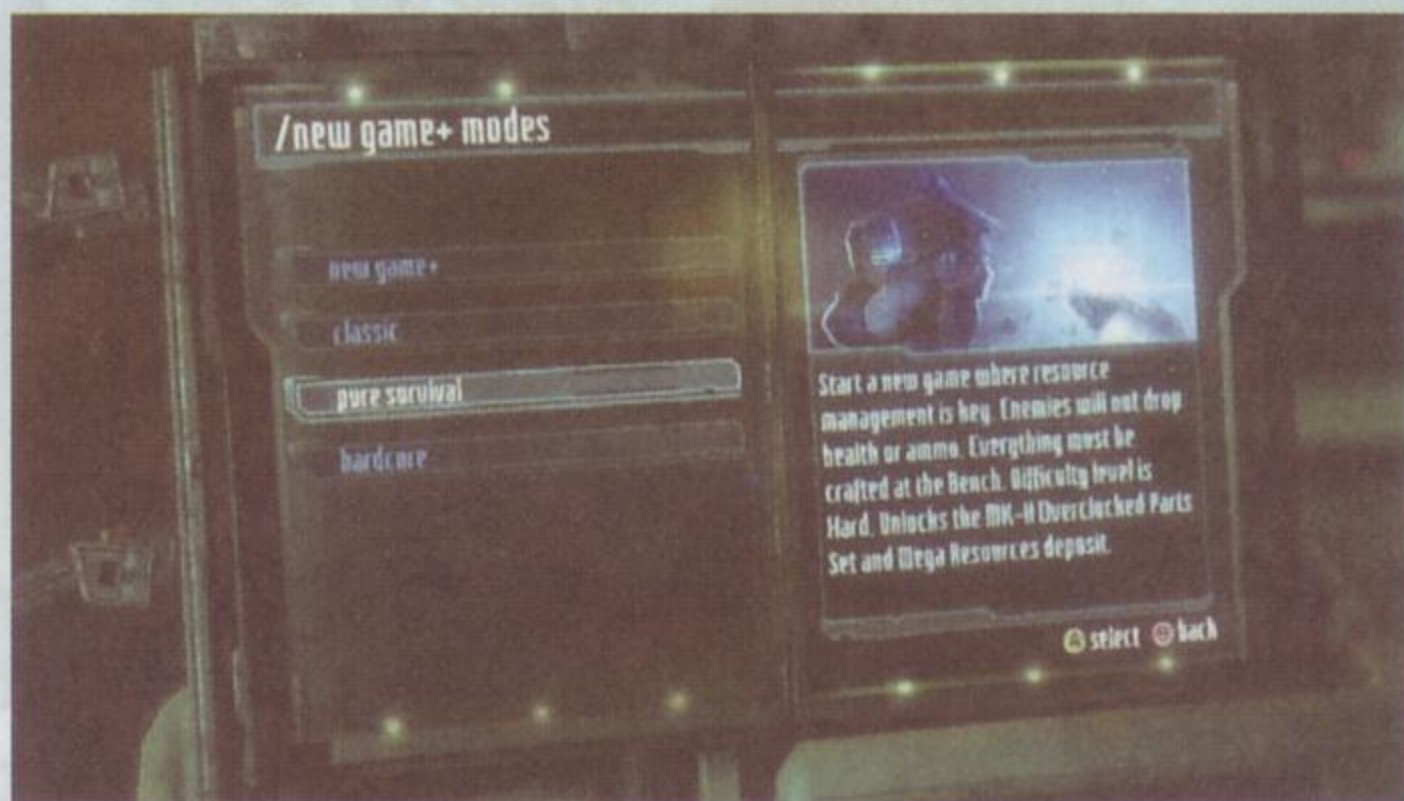 /new game+ modes
new game+
classic
pure survival
hardcore
Start a new game where resource
management is key. Enemies will not drop
health or ammo. Everything must be
crafted at the Bench. Difficulty level is
Hard. Unlocks the MK-II Overclocked Parts
Set and Mega Resources deposit.
A select B back